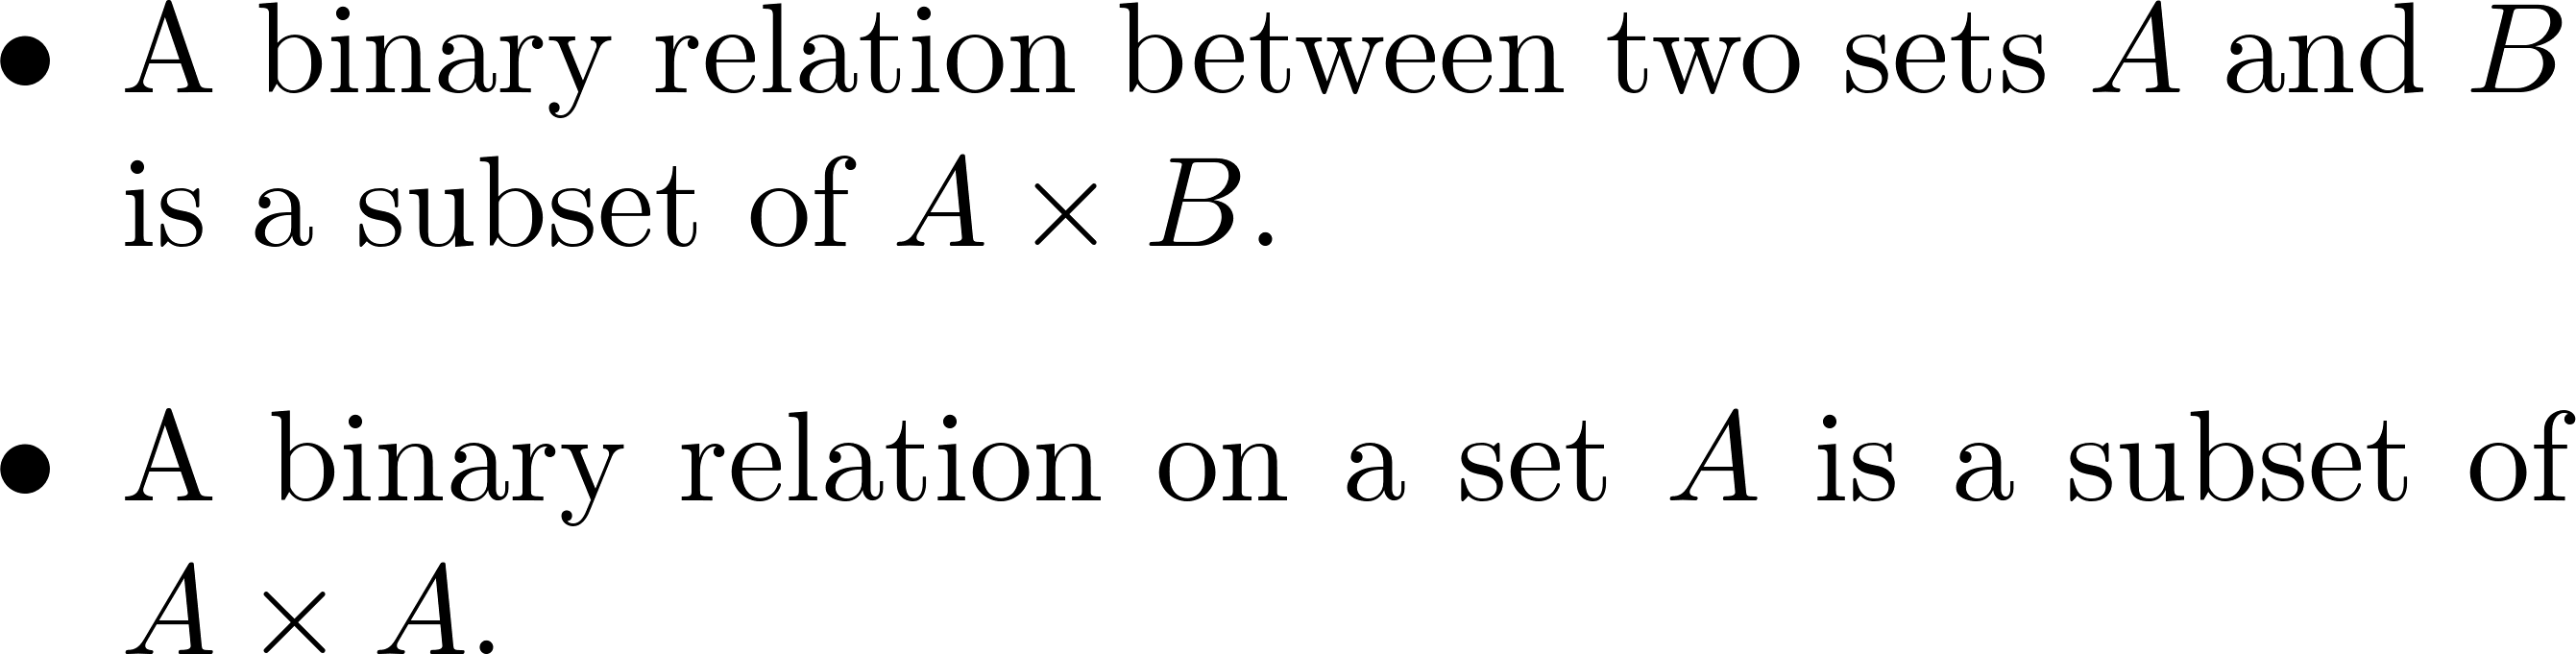 • A binary relation between two sets A and B
is a subset of A × B.
• A binary relation on a set A is a subset of
A × A.